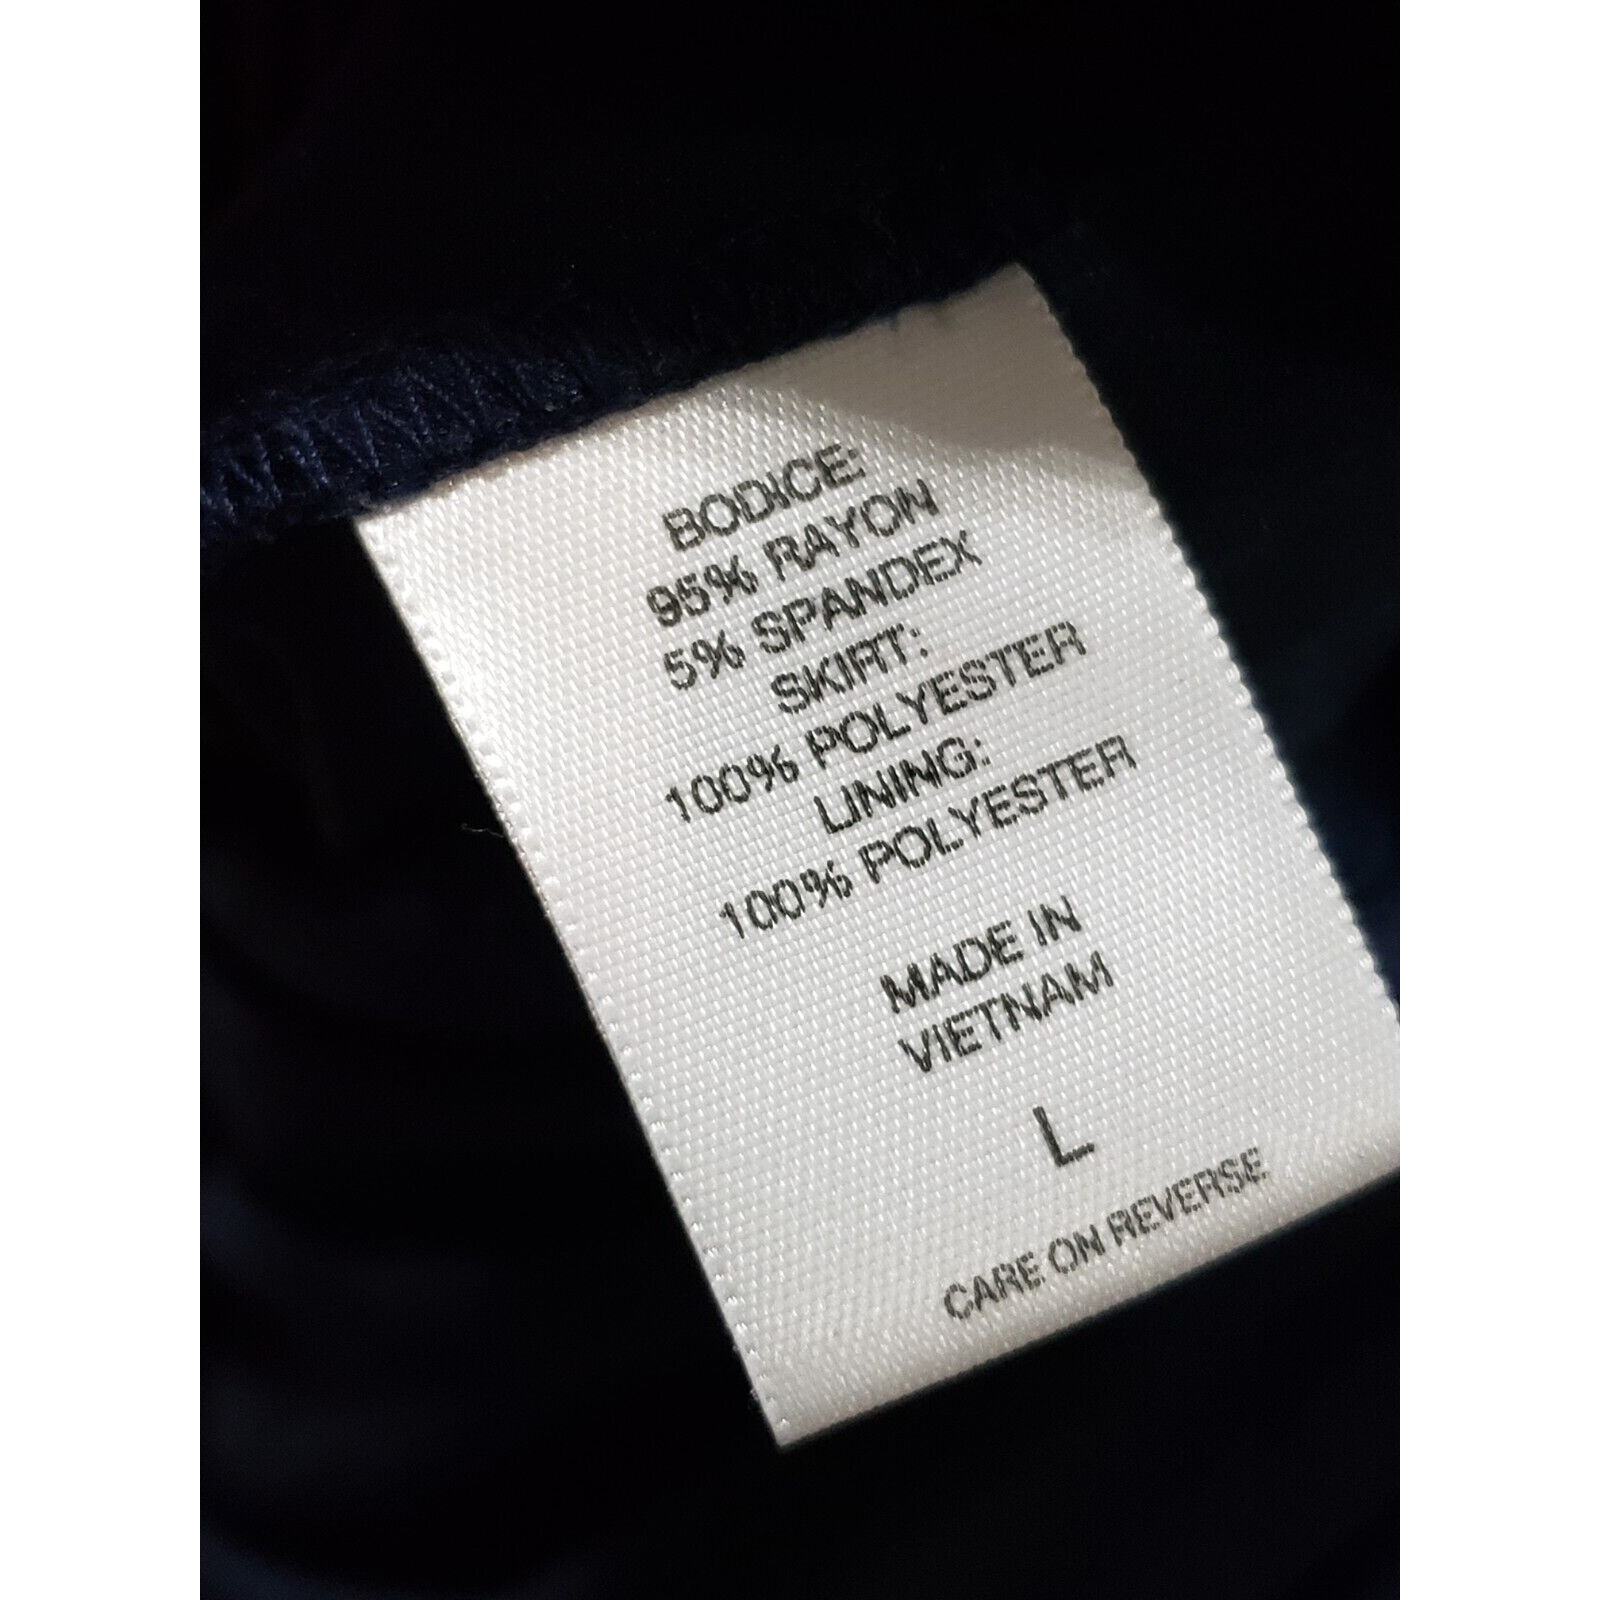 BODICE:
95% RAYON
5% SPANDEX
SKIRT:
100% POLYESTER
LINING:
100% POLYESTER
MADE IN
VIETNAM
L
CARE ON REVERSE